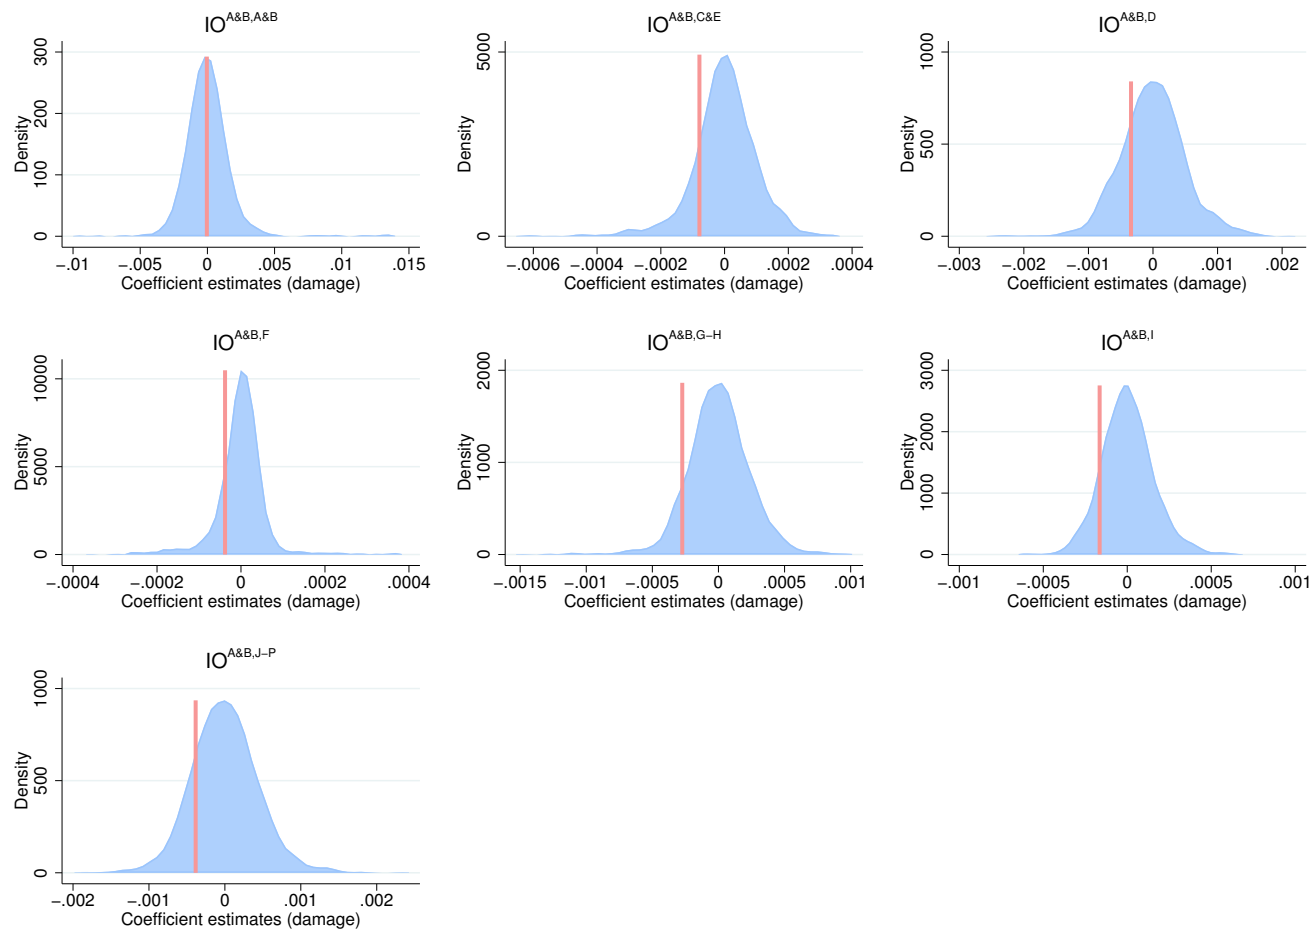 IO^A&B,A&B
300
200
100
0
Density
−.01 −.005 0 .005 .01 .015
Coefficient estimates (damage)
IO^A&B,C&E
5000
0
Density
−.0006 −.0004 −.0002 0 .0002 .0004
Coefficient estimates (damage)
IO^A&B,D
1000
500
0
Density
−.003 −.002 −.001 0 .001 .002
Coefficient estimates (damage)
IO^A&B,F
10000
5000
0
Density
−.0004 −.0002 0 .0002 .0004
Coefficient estimates (damage)
IO^A&B,G−H
2000
1000
0
Density
−.0015 −.001 −.0005 0 .0005 .001
Coefficient estimates (damage)
IO^A&B,I
3000
2000
1000
0
Density
−.001 −.0005 0 .0005 .001
Coefficient estimates (damage)
IO^A&B,J−P
1000
500
0
Density
−.002 −.001 0 .001 .002
Coefficient estimates (damage)